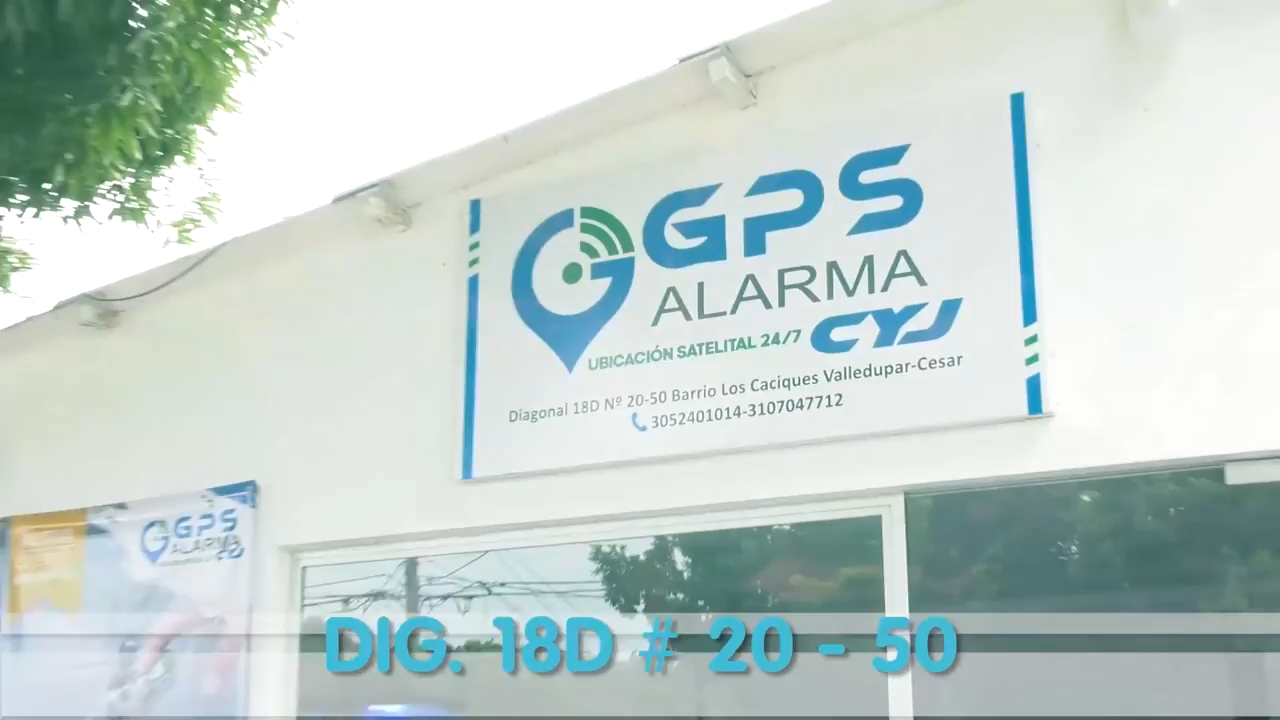 GPS
ALARMA
CYJ
UBICACIÓN SATELITAL 24/7
Diagonal 18D Nº 20-50 Barrio Los Caciques Valledupar-Cesar
3052401014-3107047712
GPS
ALARMA
CYJ
DIG. 18D # 20 - 50